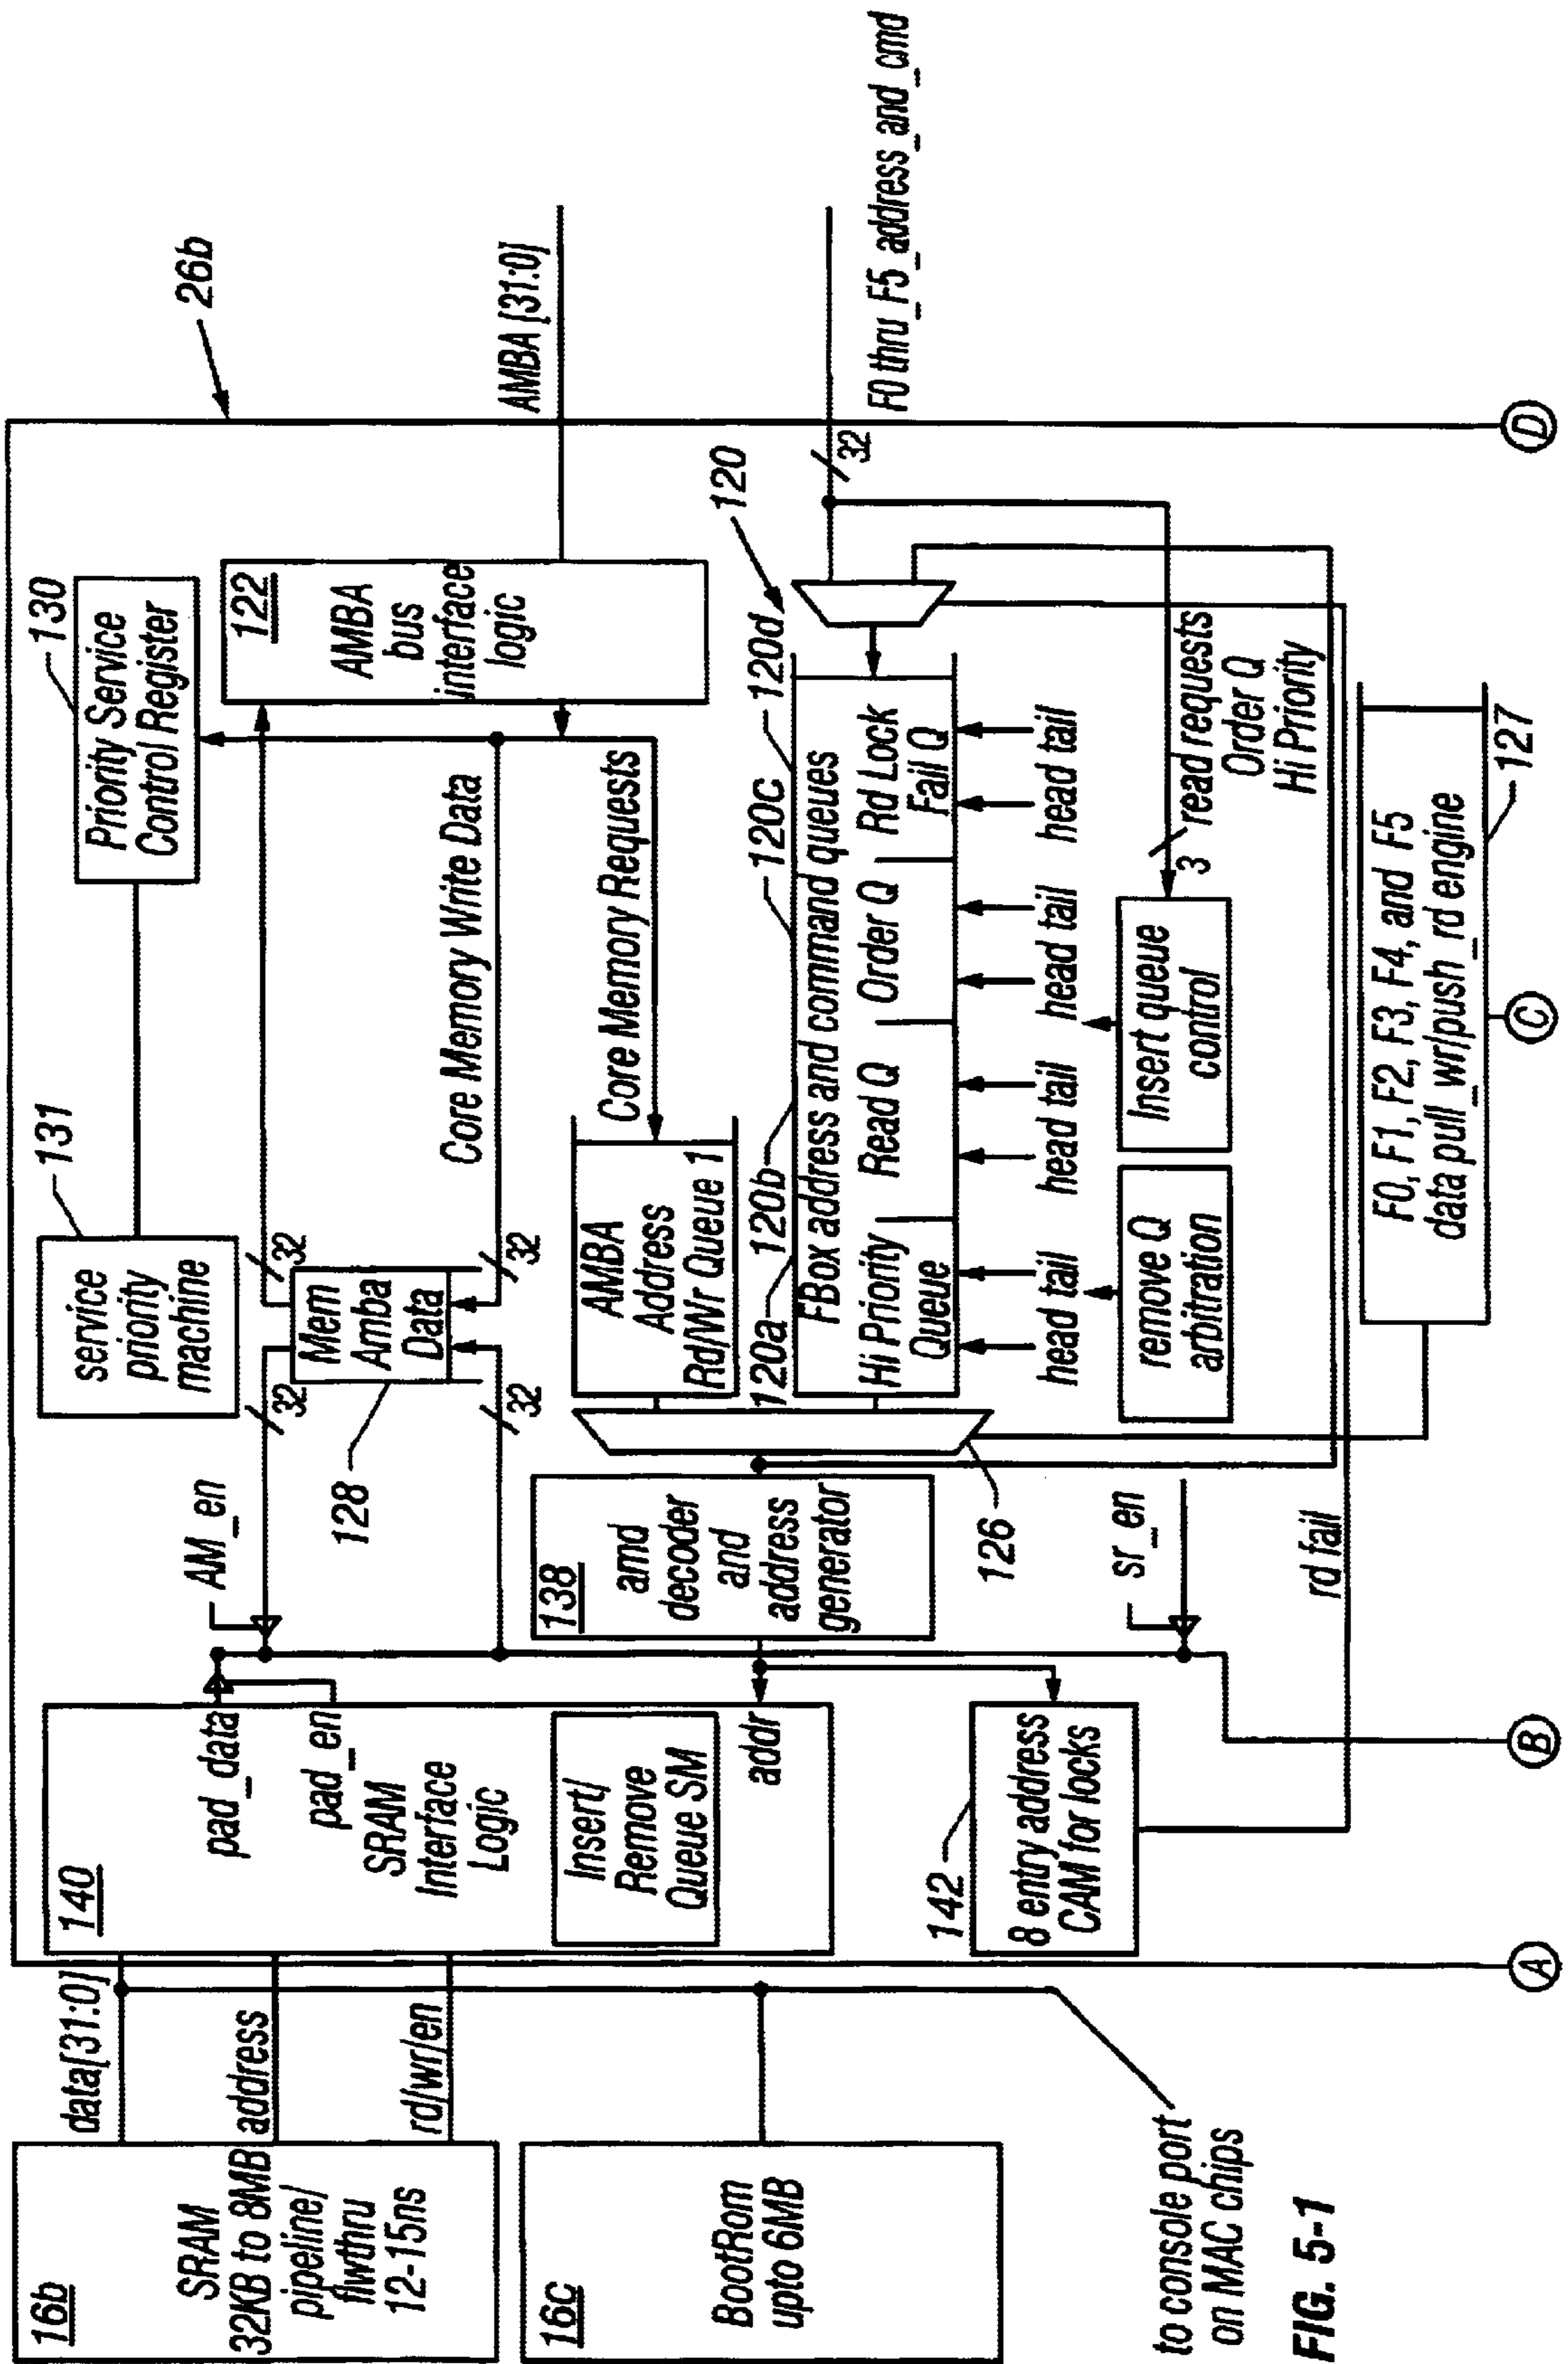 26b
16b
SRAM
32KB to 8MB
pipeline/
flwthru
12-15ns
data[31:0]
address
rd/wr/en
16c
BootRom
upto 6MB
to console port
on MAC chips
140
pad_data
pad_en
SRAM
Interface
Logic
Insert/
Remove
Queue SM
addr
142
8 entry address
CAM for locks
AM_en
128
32
32
Mem
Amba
Data
32
32
131
service
priority
machine
130
Priority Service
Control Register
Core Memory Write Data
Core Memory Requests
122
AMBA
bus
interface
logic
AMBA [31:0]
138
amd
decoder
and
address
generator
126
sr_en
rd fail
AMBA
Address
Rd/Wr Queue 1
120a
120b
120c
120d
120
FBox address and command queues
Hi Priority
Queue
Read Q
Order Q
Rd Lock
Fail Q
head tail
head tail
head tail
head tail
remove Q
arbitration
Insert queue
control
3
read requests
Order Q
Hi Priority
32
F0 thru_F5_address_and_cmd
F0, F1, F2, F3, F4, and F5
data pull_wr/push_rd engine
127
A
B
C
D
FIG. 5-1